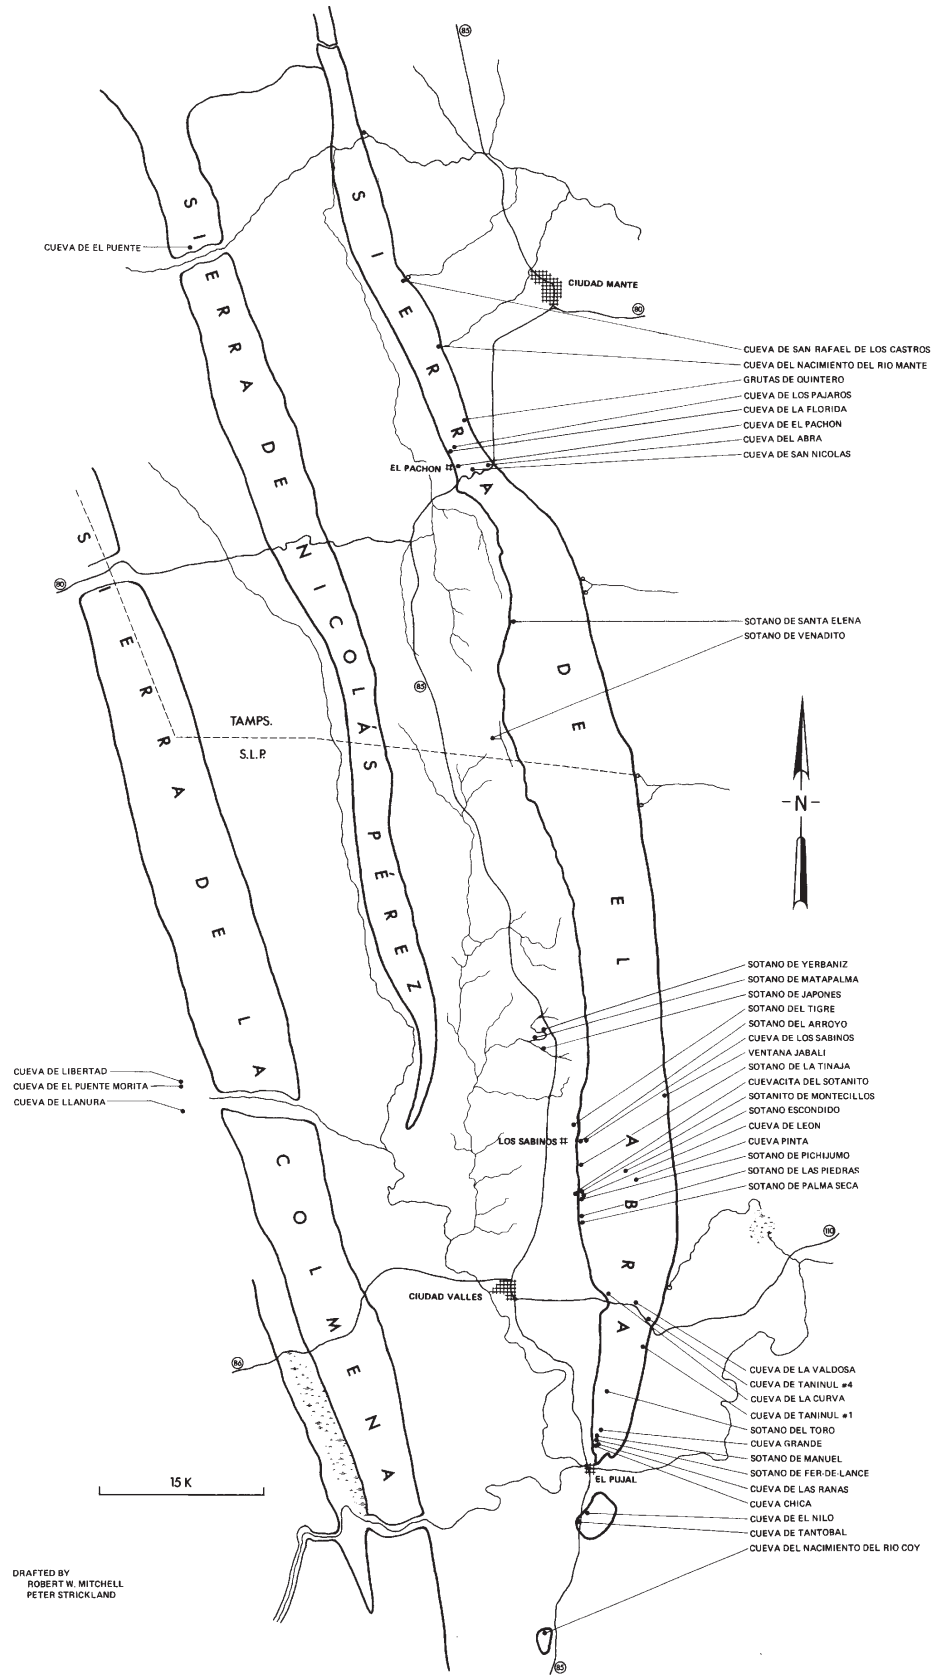 85
SIERRA DE EL ABRA
SIERRA DE NICOLÁS PÉREZ
CUEVA DE EL PUENTE
CIUDAD MANTE
80
CUEVA DE SAN RAFAEL DE LOS CASTROS
CUEVA DEL NACIMIENTO DEL RIO MANTE
GRUTAS DE QUINTERO
CUEVA DE LOS PAJAROS
CUEVA DE LA FLORIDA
CUEVA DE EL PACHON
CUEVA DEL ABRA
CUEVA DE SAN NICOLAS
EL PACHON
SIERRA DE LA COLMENA
80
SOTANO DE SANTA ELENA
SOTANO DE VENADITO
85
TAMPS.
S.L.P.
-N-
SOTANO DE YERBANIZ
SOTANO DE MATAPALMA
SOTANO DE JAPONES
SOTANO DEL TIGRE
SOTANO DEL ARROYO
CUEVA DE LOS SABINOS
VENTANA JABALI
SOTANO DE LA TINAJA
CUEVACITA DEL SOTANITO
SOTANITO DE MONTECILLOS
SOTANO ESCONDIDO
CUEVA DE LEON
CUEVA PINTA
SOTANO DE PICHIJUMO
SOTANO DE LAS PIEDRAS
SOTANO DE PALMA SECA
CUEVA DE LIBERTAD
CUEVA DE EL PUENTE MORITA
CUEVA DE LLANURA
LOS SABINOS
110
CIUDAD VALLES
86
CUEVA DE LA VALDOSA
CUEVA DE TANINUL #4
CUEVA DE LA CURVA
CUEVA DE TANINUL #1
SOTANO DEL TORO
CUEVA GRANDE
SOTANO DE MANUEL
SOTANO DE FER-DE-LANCE
CUEVA DE LAS RANAS
CUEVA CHICA
CUEVA DE EL NILO
CUEVA DE TANTOBAL
CUEVA DEL NACIMIENTO DEL RIO COY
EL PUJAL
15 K
DRAFTED BY
ROBERT W. MITCHELL
PETER STRICKLAND
85